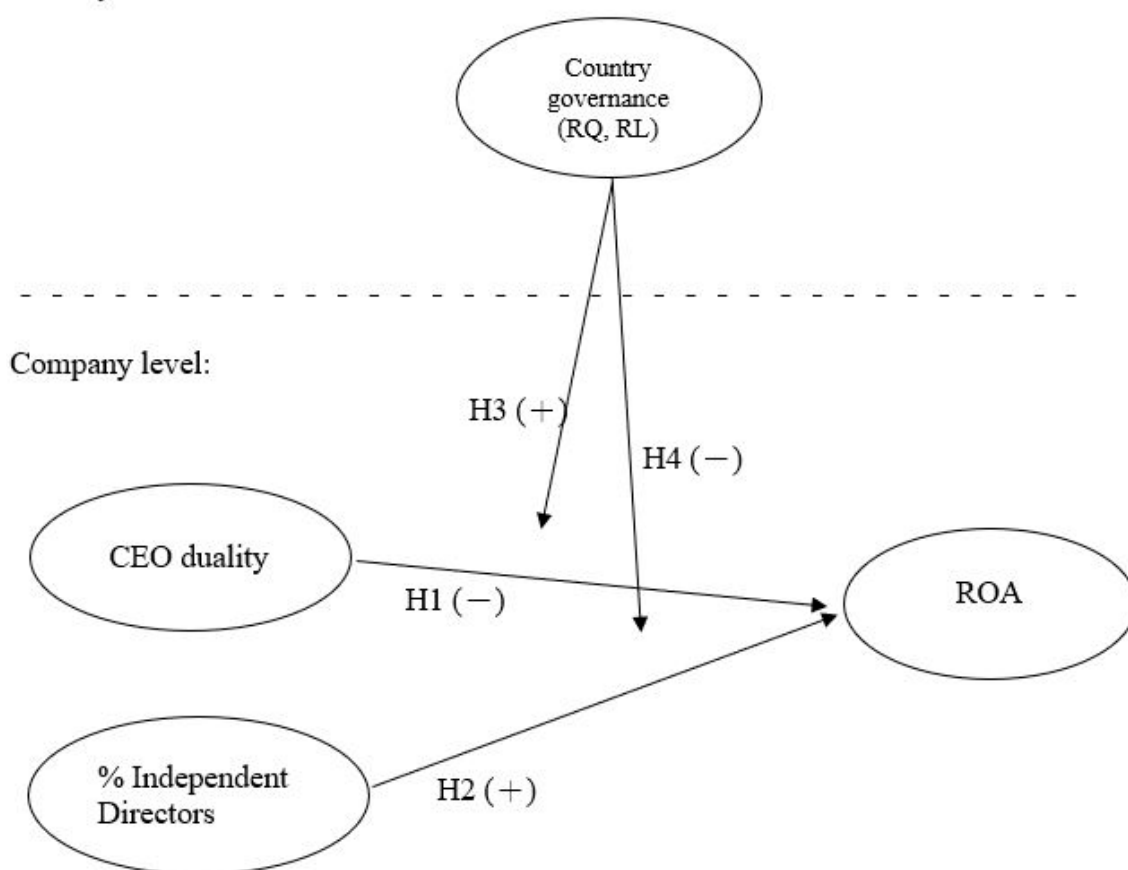 Country
governance
(RQ, RL)
Company level:
H3 (+)
H4 (−)
CEO duality
H1 (−)
ROA
% Independent
Directors
H2 (+)